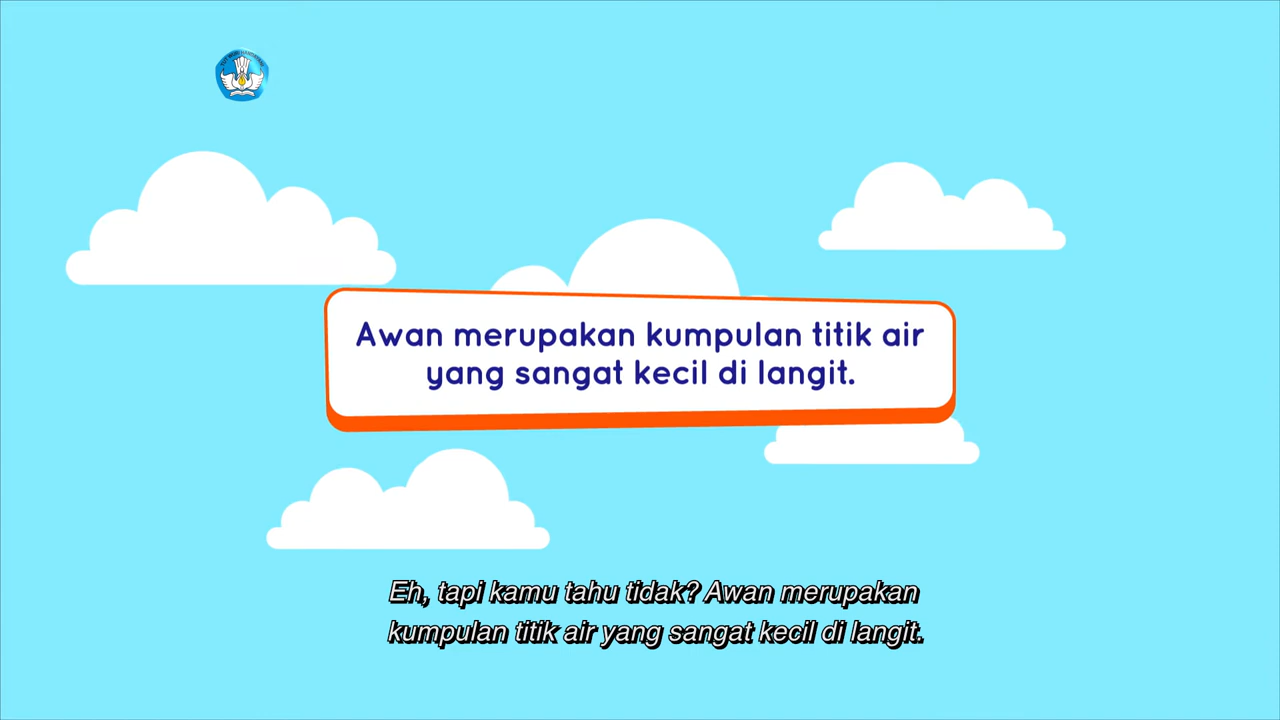 Awan merupakan kumpulan titik air
yang sangat kecil di langit.
Eh, tapi kamu tahu tidak? Awan merupakan
kumpulan titik air yang sangat kecil di langit.